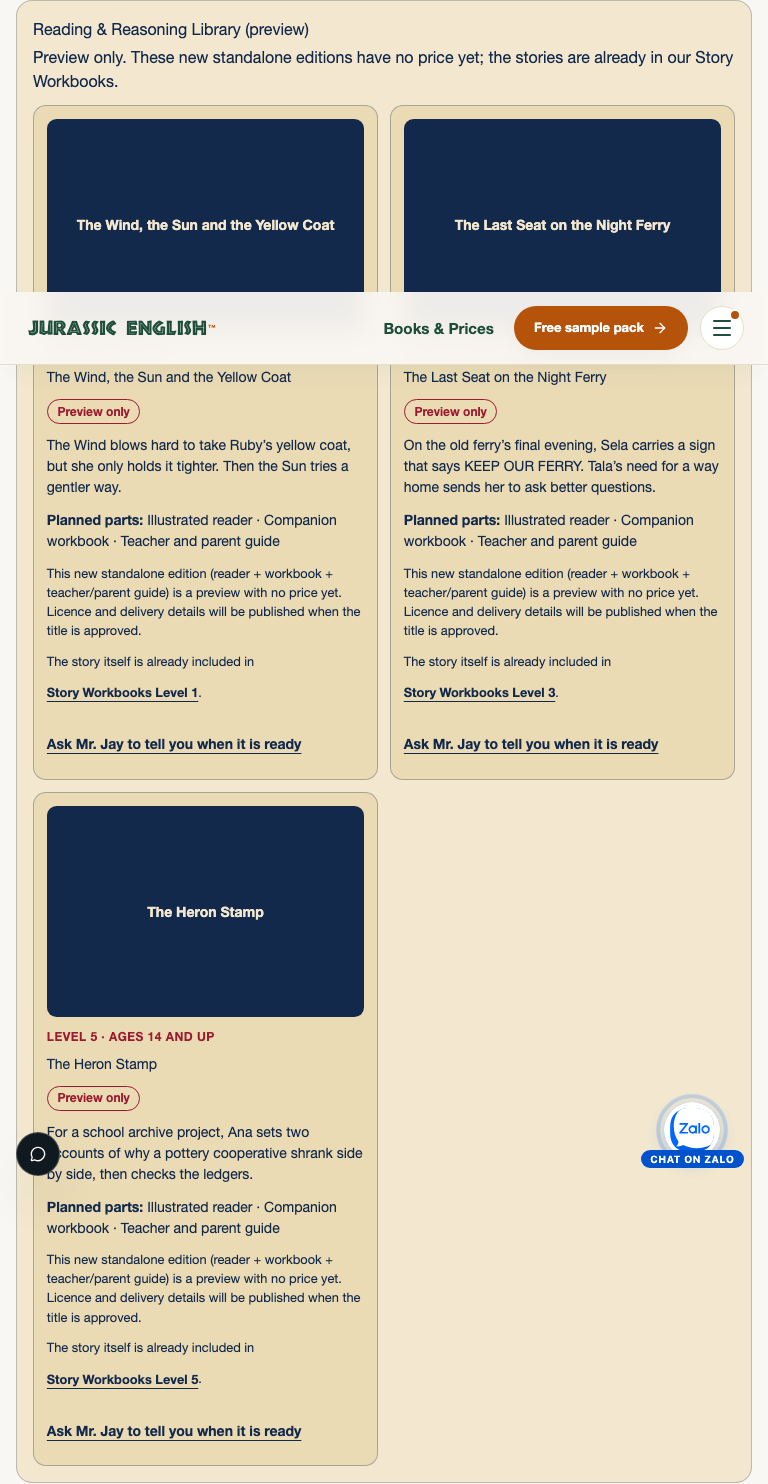 Reading & Reasoning Library (preview)
Preview only. These new standalone editions have no price yet; the stories are already in our Story
Workbooks.
The Wind, the Sun and the Yellow Coat
The Last Seat on the Night Ferry
JURASSIC ENGLISH™
Books & Prices
Free sample pack →
The Wind, the Sun and the Yellow Coat
Preview only
The Wind blows hard to take Ruby’s yellow coat,
but she only holds it tighter. Then the Sun tries a
gentler way.
Planned parts: Illustrated reader · Companion
workbook · Teacher and parent guide
This new standalone edition (reader + workbook +
teacher/parent guide) is a preview with no price yet.
Licence and delivery details will be published when the
title is approved.
The story itself is already included in
Story Workbooks Level 1.
Ask Mr. Jay to tell you when it is ready
The Last Seat on the Night Ferry
Preview only
On the old ferry’s final evening, Sela carries a sign
that says KEEP OUR FERRY. Tala’s need for a way
home sends her to ask better questions.
Planned parts: Illustrated reader · Companion
workbook · Teacher and parent guide
This new standalone edition (reader + workbook +
teacher/parent guide) is a preview with no price yet.
Licence and delivery details will be published when the
title is approved.
The story itself is already included in
Story Workbooks Level 3.
Ask Mr. Jay to tell you when it is ready
The Heron Stamp
LEVEL 5 · AGES 14 AND UP
The Heron Stamp
Preview only
For a school archive project, Ana sets two
accounts of why a pottery cooperative shrank side
by side, then checks the ledgers.
Planned parts: Illustrated reader · Companion
workbook · Teacher and parent guide
This new standalone edition (reader + workbook +
teacher/parent guide) is a preview with no price yet.
Licence and delivery details will be published when the
title is approved.
The story itself is already included in
Story Workbooks Level 5.
Ask Mr. Jay to tell you when it is ready
Zalo
CHAT ON ZALO